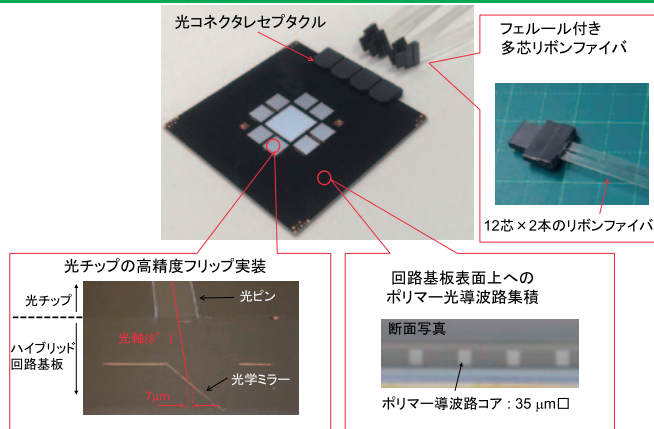 光コネクタレセプタクル
フェルール付き
多芯リボンファイバ
12芯×2本のリボンファイバ
光チップの高精度フリップ実装
光チップ
光ピン
光軸(8°)
ハイブリッド
回路基板
光学ミラー
7μm
回路基板表面上への
ポリマー光導波路集積
断面写真
ポリマー導波路コア : 35 μm□